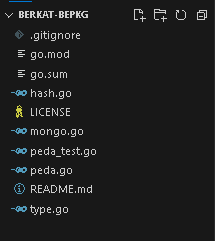 BERKAT-BEPKG
.gitignore
go.mod
go.sum
hash.go
LICENSE
mongo.go
peda_test.go
peda.go
README.md
type.go